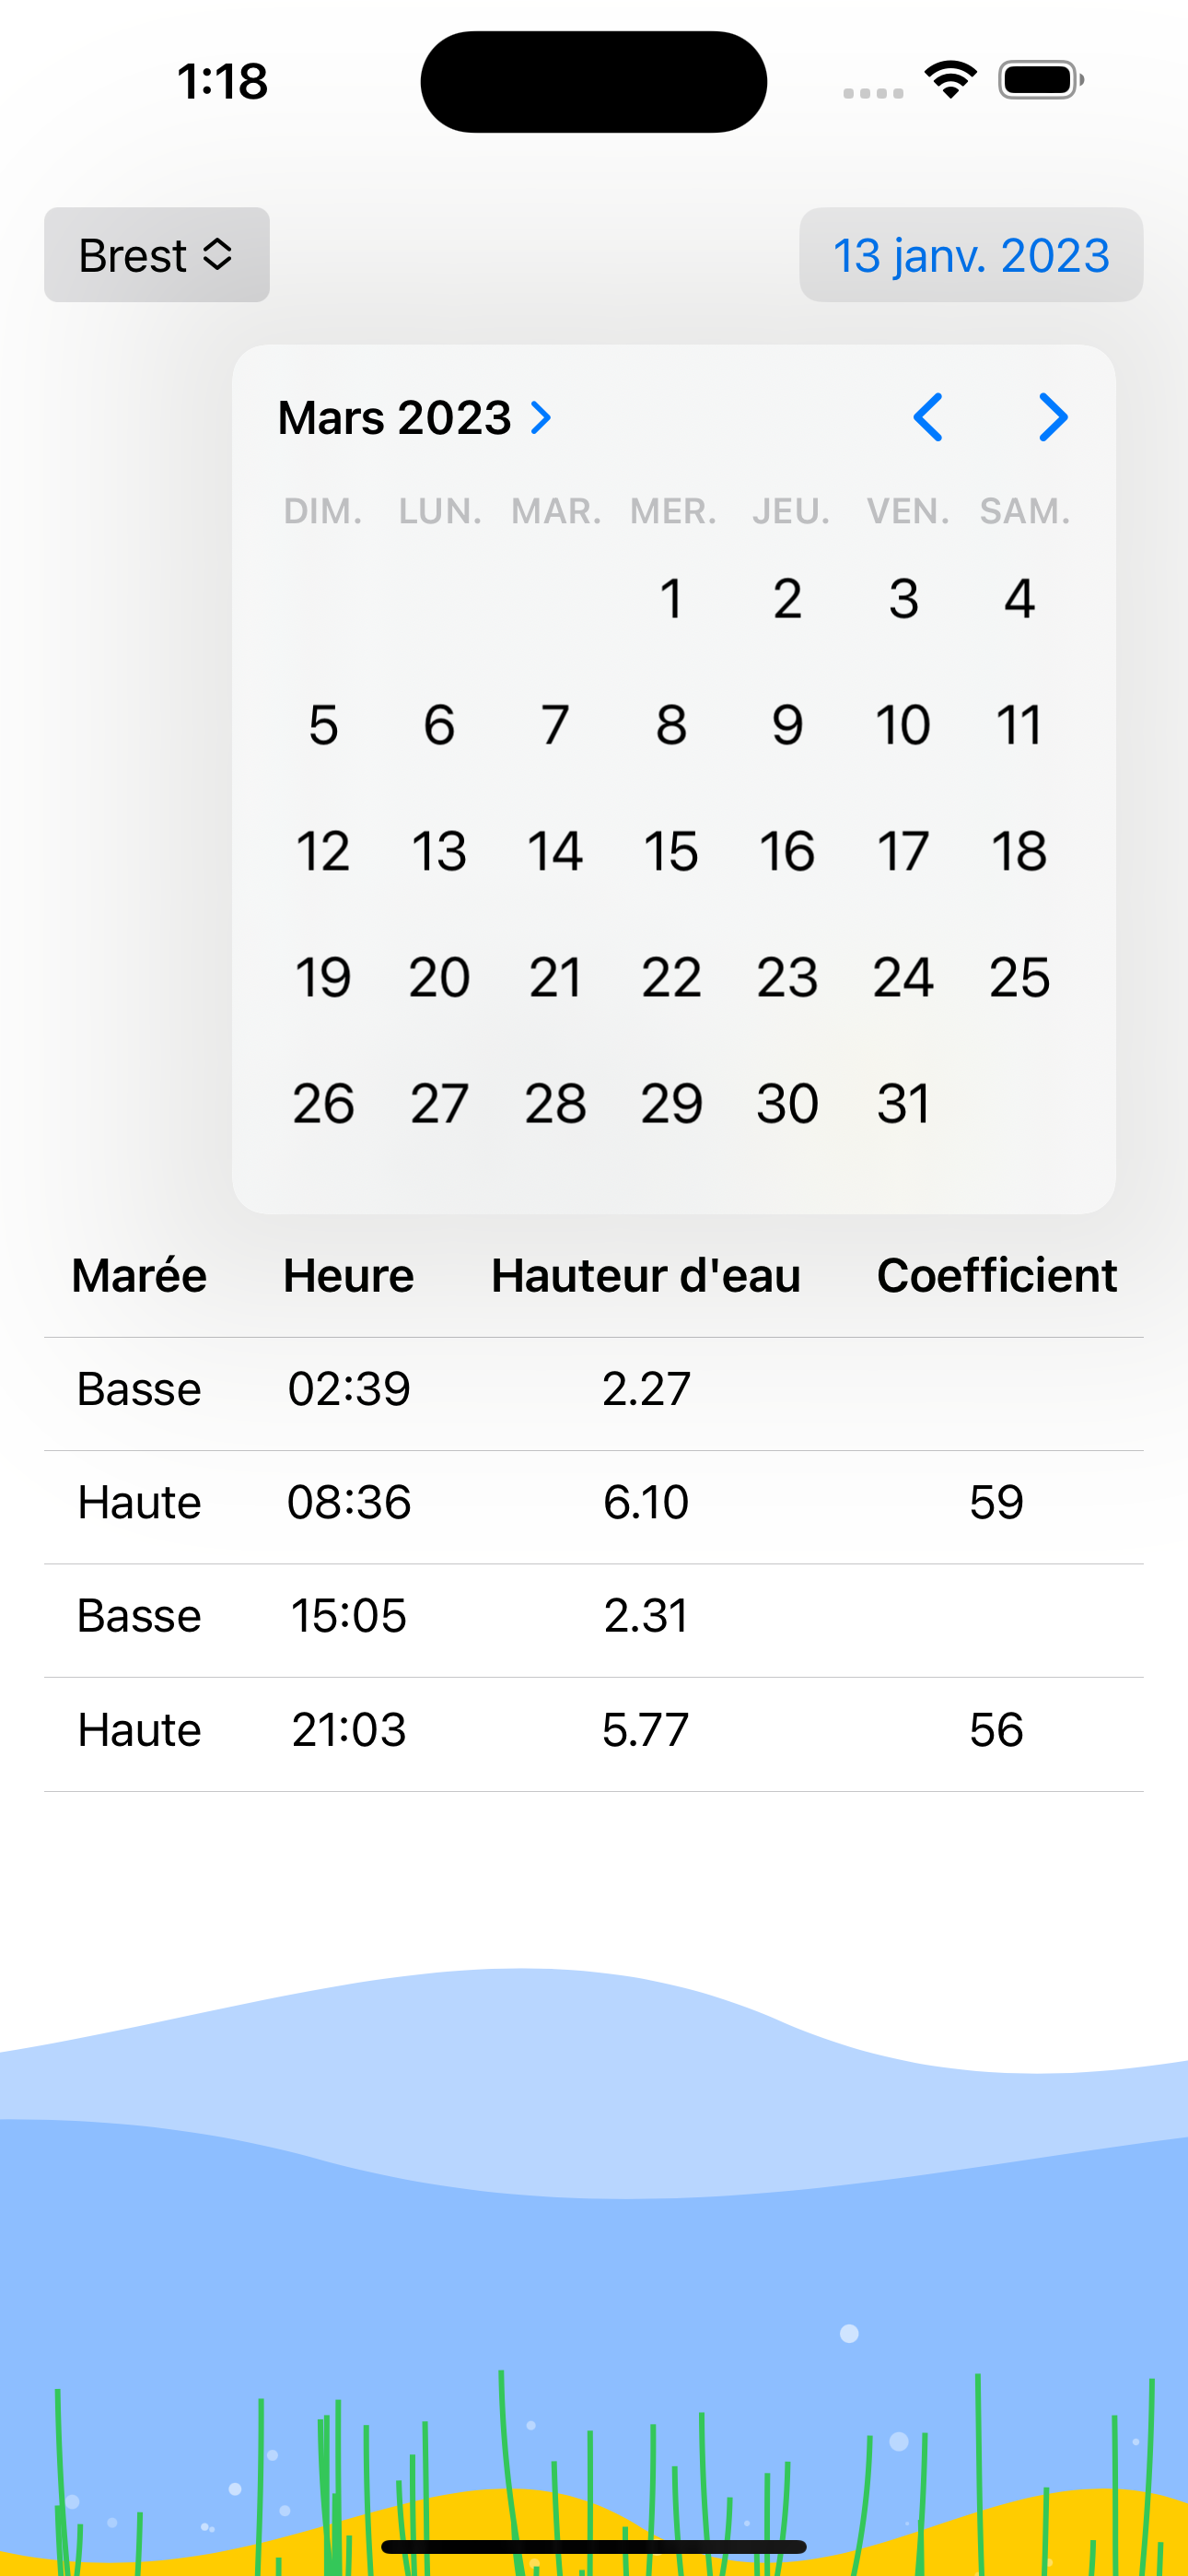 1:18
Brest
13 janv. 2023
Mars 2023
DIM. LUN. MAR. MER. JEU. VEN. SAM.
1 2 3 4
5 6 7 8 9 10 11
12 13 14 15 16 17 18
19 20 21 22 23 24 25
26 27 28 29 30 31
Marée Heure Hauteur d'eau Coefficient
Basse 02:39 2.27
Haute 08:36 6.10 59
Basse 15:05 2.31
Haute 21:03 5.77 56